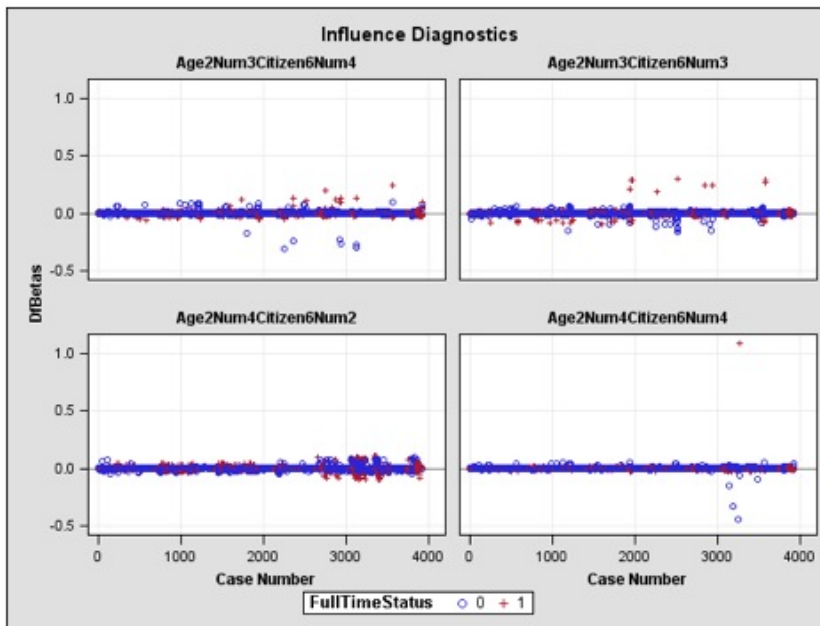 Influence Diagnostics
Age2Num3Citizen6Num4 Age2Num3Citizen6Num3
1.0
0.5
0.0
-0.5
DfBetas
Age2Num4Citizen6Num2 Age2Num4Citizen6Num4
1.0
0.5
0.0
-0.5
0 1000 2000 3000 4000 0 1000 2000 3000 4000
Case Number Case Number
FullTimeStatus 0 1